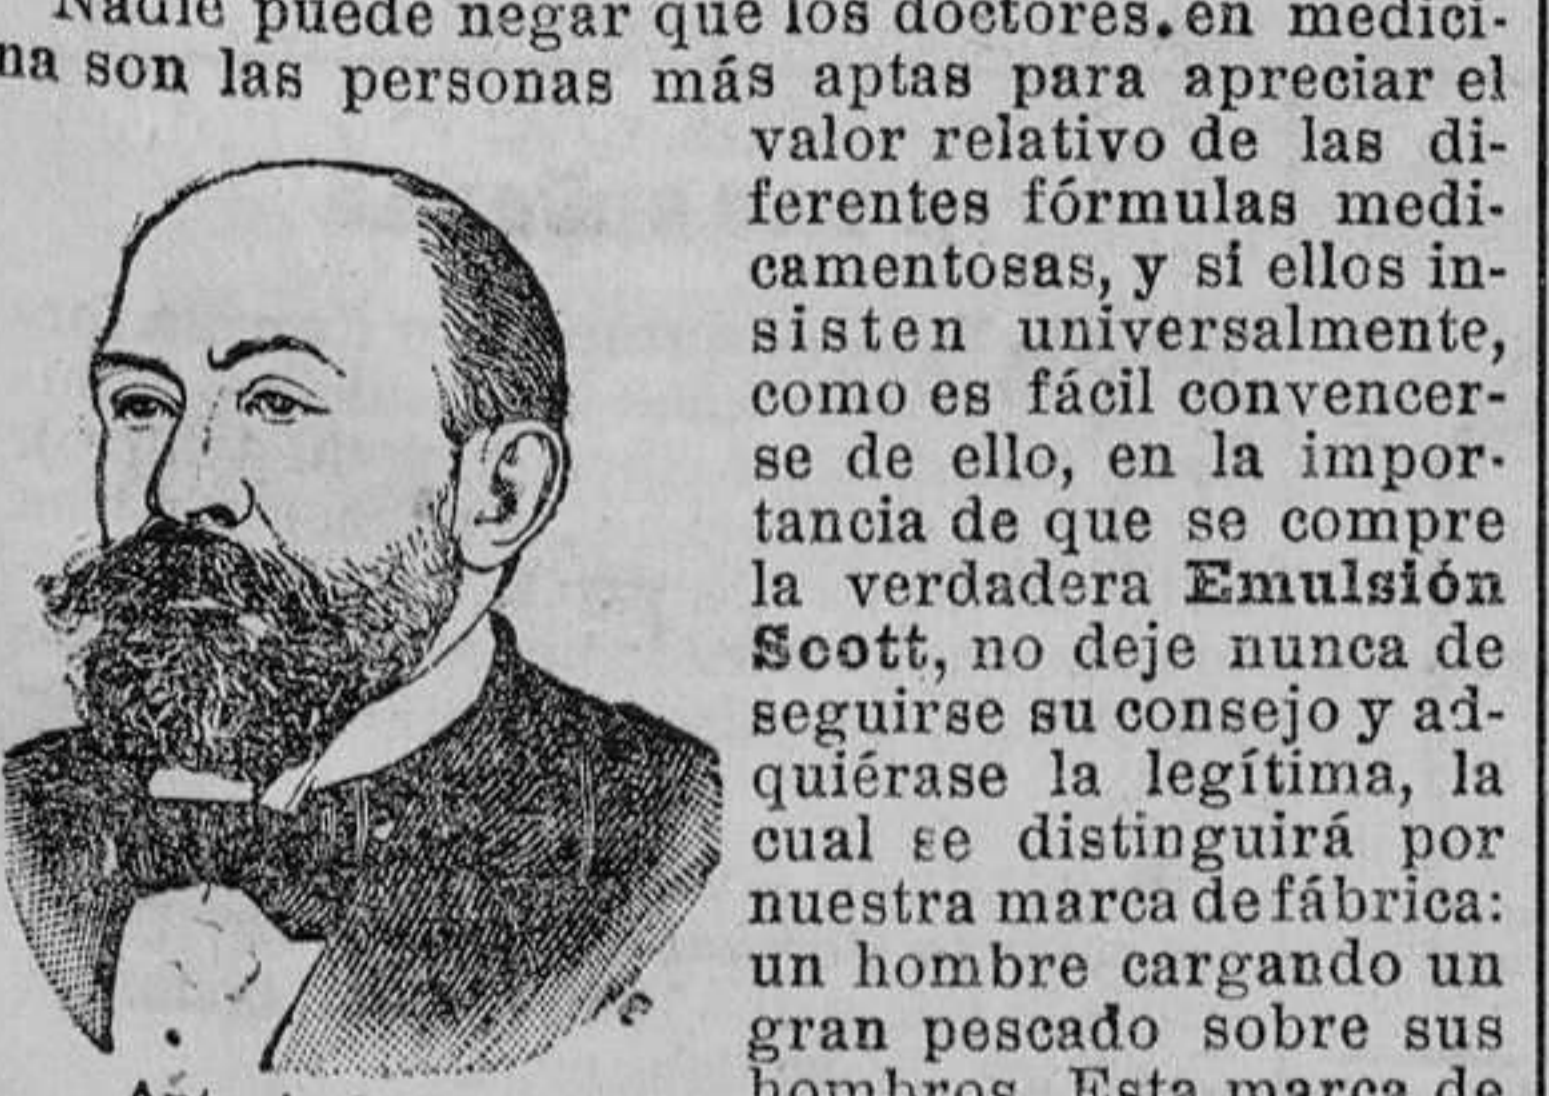 Nadie puede negar que los doctores.en medici-
na son las personas más aptas para apreciar el
valor relativo de las di-
ferentes fórmulas medi-
camentosas, y si ellos in-
sisten universalmente,
como es fácil convencer-
se de ello, en la impor-
tancia de que se compre
la verdadera Emulsión
Scott, no deje nunca de
seguirse su consejo y ad-
quiérase la legítima, la
cual se distinguirá por
nuestra marca de fábrica:
un hombre cargando un
gran pescado sobre sus
hombros. Esta marca de